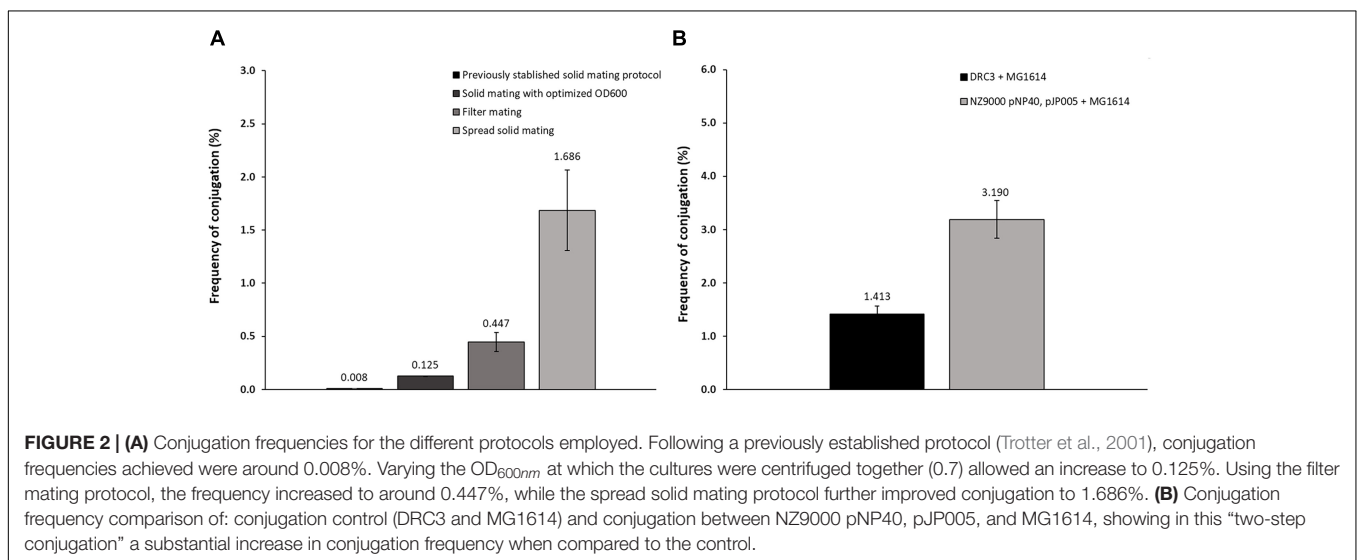 A
Frequency of conjugation (%)
3.0
2.5
2.0
1.5
1.0
0.5
0.0
■ Previously stablished solid mating protocol
■ Solid mating with optimized OD600
■ Filter mating
■ Spread solid mating
0.008
0.125
0.447
1.686
B
Frequency of conjugation (%)
6.0
5.0
4.0
3.0
2.0
1.0
0.0
■ DRC3 + MG1614
■ NZ9000 pNP40, pJP005 + MG1614
1.413
3.190
FIGURE 2 | (A) Conjugation frequencies for the different protocols employed. Following a previously established protocol (Trotter et al., 2001), conjugation
frequencies achieved were around 0.008%. Varying the OD600nm at which the cultures were centrifuged together (0.7) allowed an increase to 0.125%. Using the filter
mating protocol, the frequency increased to around 0.447%, while the spread solid mating protocol further improved conjugation to 1.686%. (B) Conjugation
frequency comparison of: conjugation control (DRC3 and MG1614) and conjugation between NZ9000 pNP40, pJP005, and MG1614, showing in this “two-step
conjugation” a substantial increase in conjugation frequency when compared to the control.